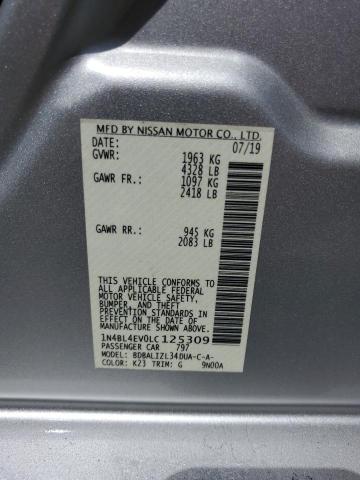 MFD BY NISSAN MOTOR CO., LTD.
DATE: 07/19
GVWR: 1963 KG
4328 LB
GAWR FR.: 1097 KG
2418 LB
GAWR RR.: 945 KG
2083 LB
THIS VEHICLE CONFORMS TO
ALL APPLICABLE U.S. FEDERAL
MOTOR VEHICLE SAFETY, BUMPER,
AND THEFT PREVENTION STANDARDS
IN EFFECT ON THE DATE OF
MANUFACTURE SHOWN ABOVE.
1N4BL4EV0LC125309
PASSENGER CAR 797
MODEL: BDBALIZL34DUA-C-A-
COLOR: K23 TRIM: G 9N00A